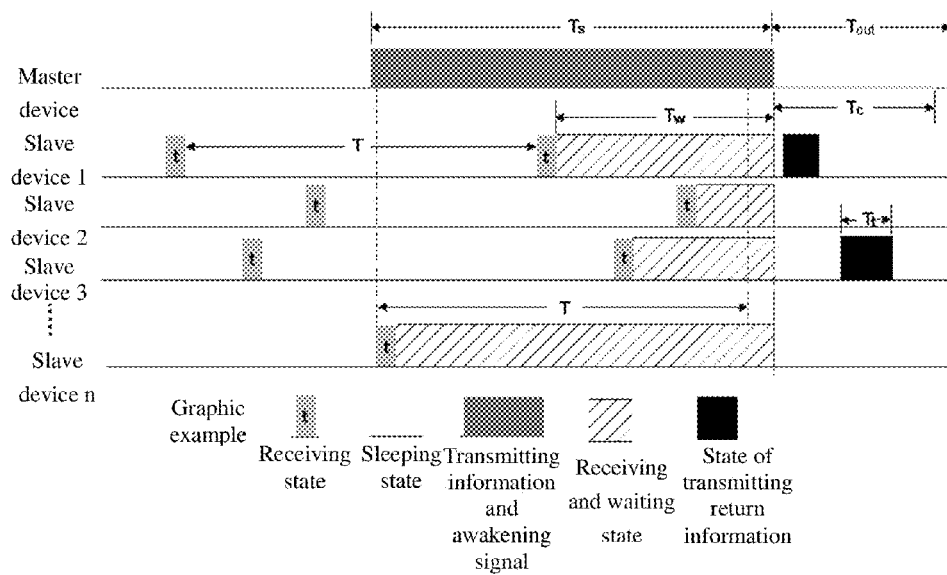 Ts
Tout
Master
device
Tw
Tc
Slave
t
T
t
device 1
Slave
t
t
device 2
Tt
Slave
t
t
device 3
T
Slave
t
device n
Graphic
example
t
Receiving
state
Sleeping
state
Transmitting
information
and
awakening
signal
Receiving
and waiting
state
State of
transmitting
return
information